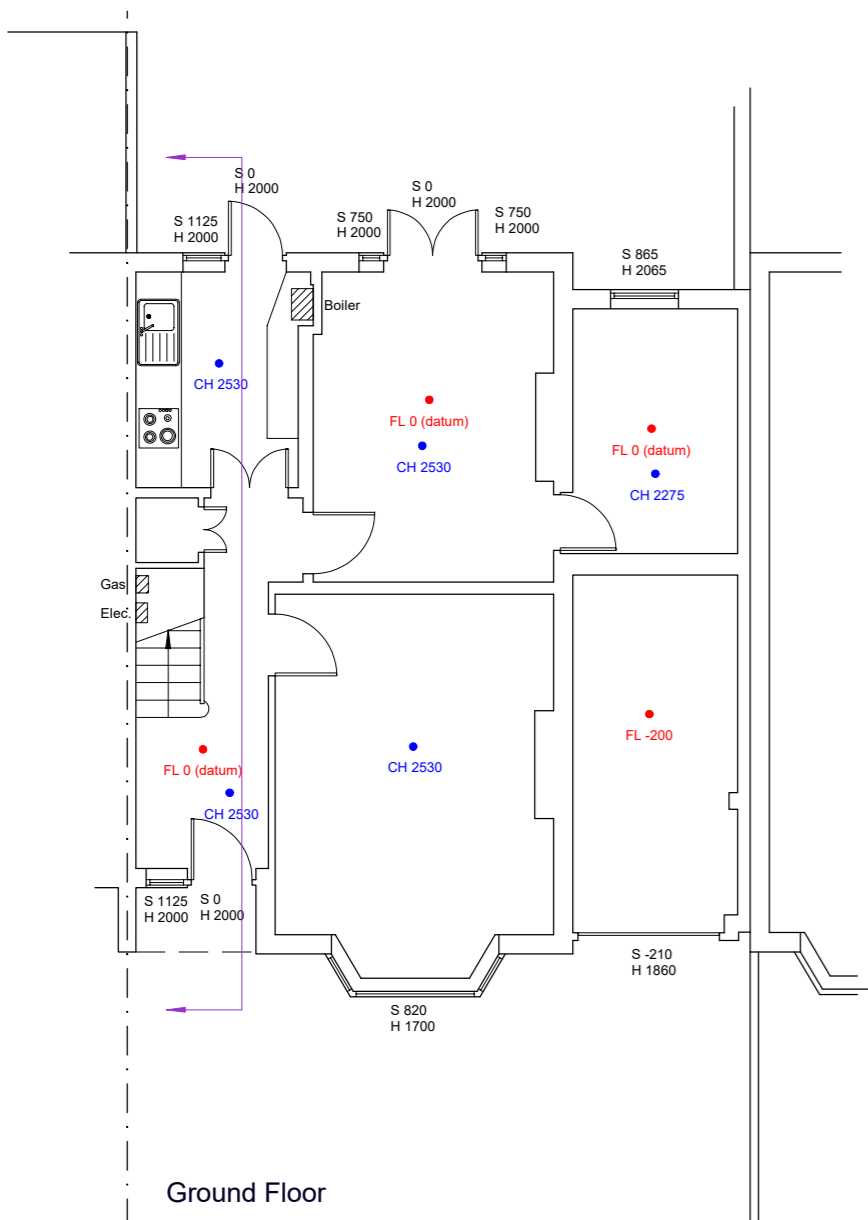 S 0
H 2000
S 1125
H 2000
S 750
H 2000
S 0
H 2000
S 750
H 2000
S 865
H 2065
Boiler
CH 2530
FL 0 (datum)
CH 2530
FL 0 (datum)
CH 2275
Gas
Elec.
FL 0 (datum)
CH 2530
CH 2530
FL -200
S 1125
H 2000
S 0
H 2000
S 820
H 1700
S -210
H 1860
Ground Floor